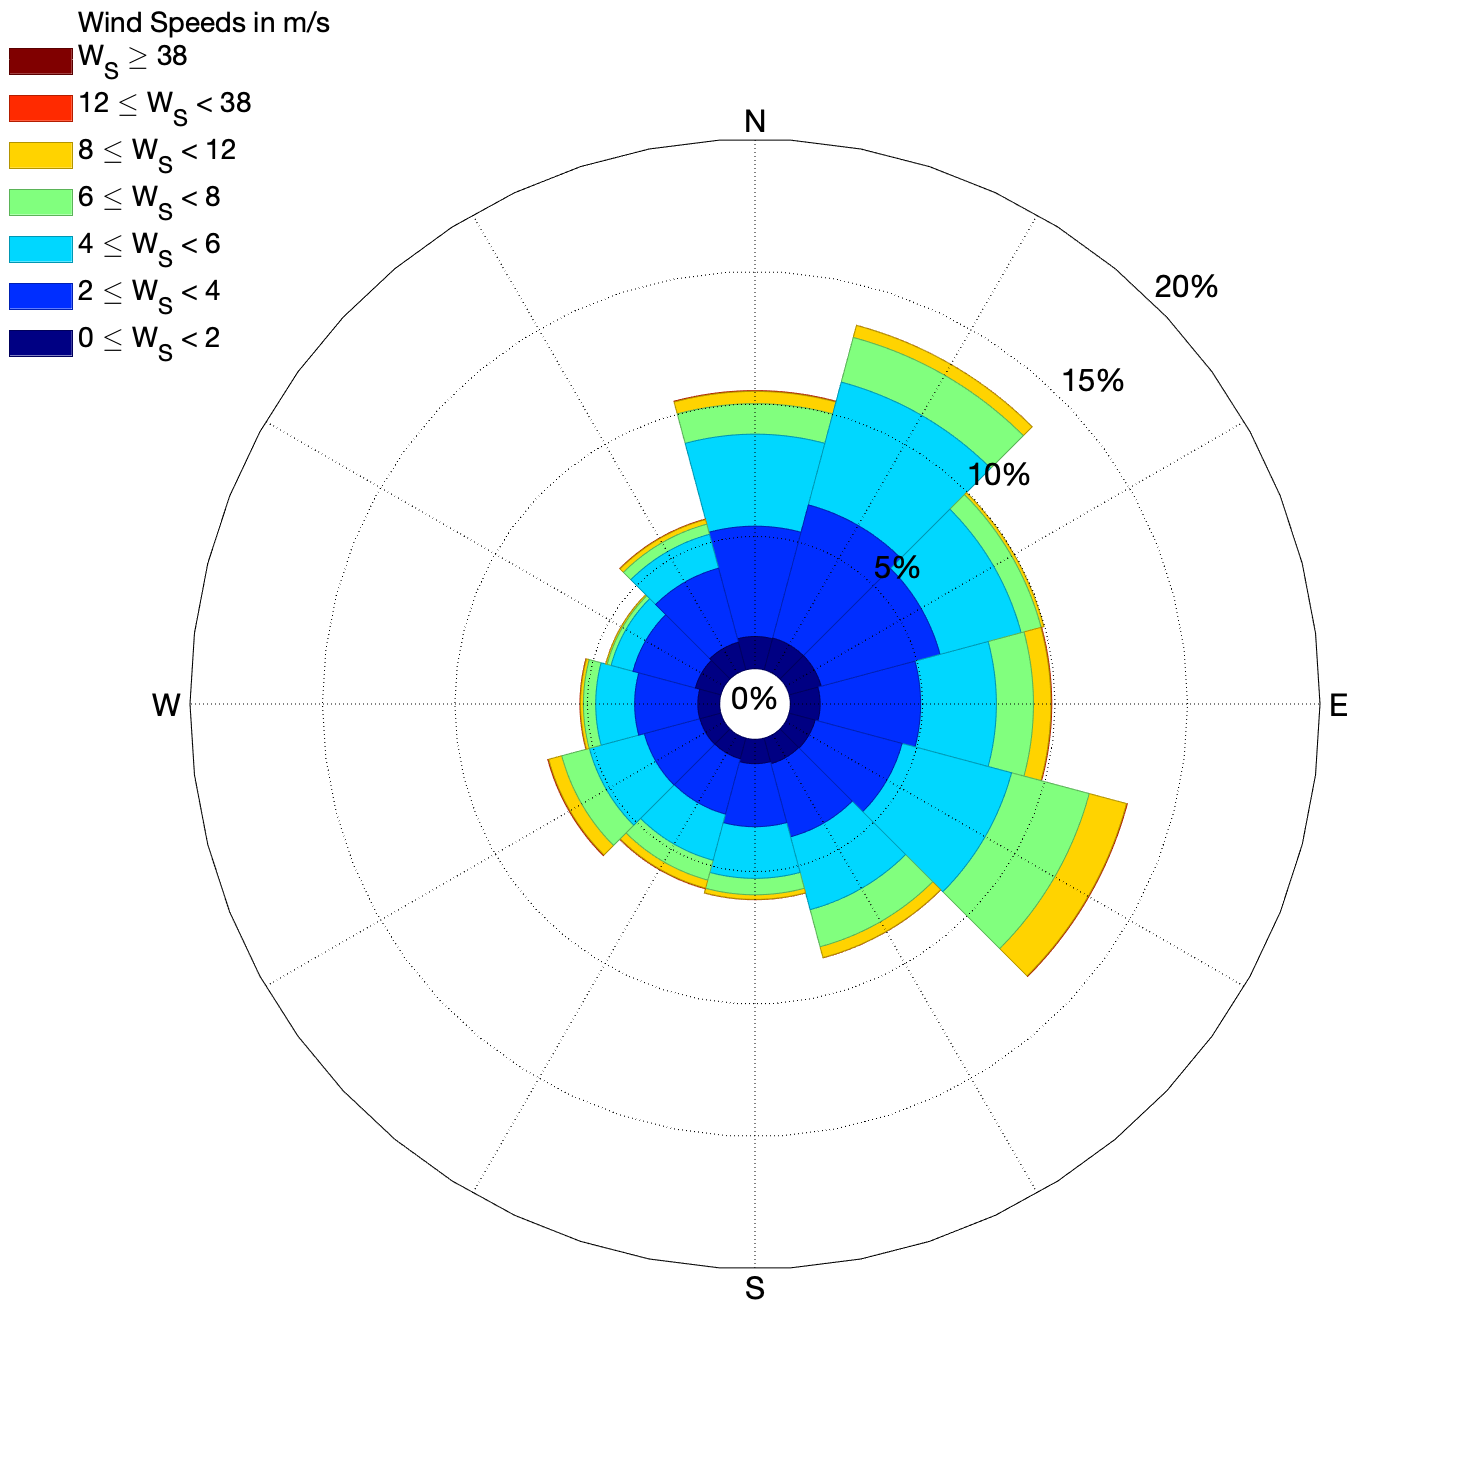 Wind Speeds in m/s
W_S ≥ 38
12 ≤ W_S < 38
8 ≤ W_S < 12
6 ≤ W_S < 8
4 ≤ W_S < 6
2 ≤ W_S < 4
0 ≤ W_S < 2
N
20%
15%
10%
5%
W
0%
E
S